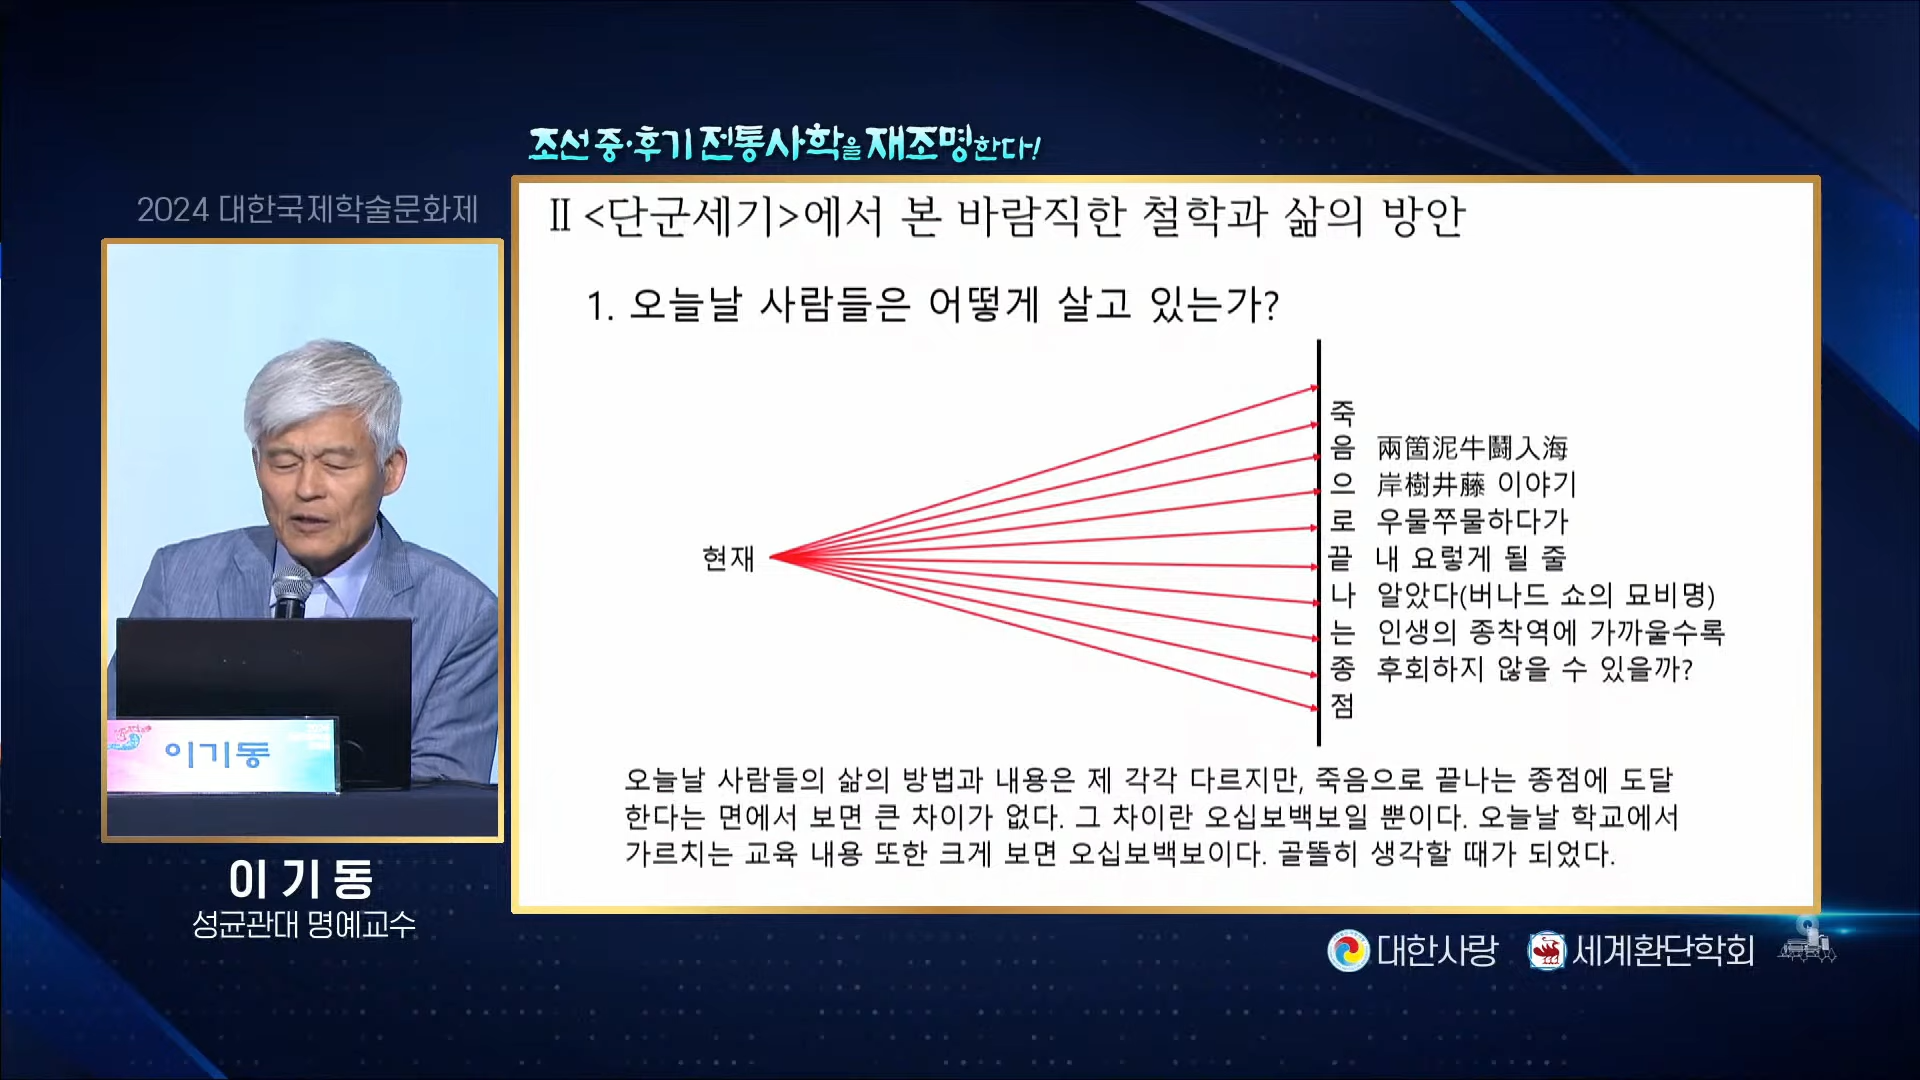 조선 중·후기 전통사학을 재조명한다!
2024 대한국제학술문화제
Ⅱ <단군세기>에서 본 바람직한 철학과 삶의 방안
1. 오늘날 사람들은 어떻게 살고 있는가?
현재
죽
음
으
로
끝
나
는
종
점
兩箇泥牛鬪入海
岸樹井藤 이야기
우물쭈물하다가
내 요렇게 될 줄
알았다(버나드 쇼의 묘비명)
인생의 종착역에 가까울수록
후회하지 않을 수 있을까?
오늘날 사람들의 삶의 방법과 내용은 제 각각 다르지만, 죽음으로 끝나는 종점에 도달
한다는 면에서 보면 큰 차이가 없다. 그 차이란 오십보백보일 뿐이다. 오늘날 학교에서
가르치는 교육 내용 또한 크게 보면 오십보백보이다. 골똘히 생각할 때가 되었다.
이기동
이 기 동
성균관대 명예교수
대한사랑
세계환단학회